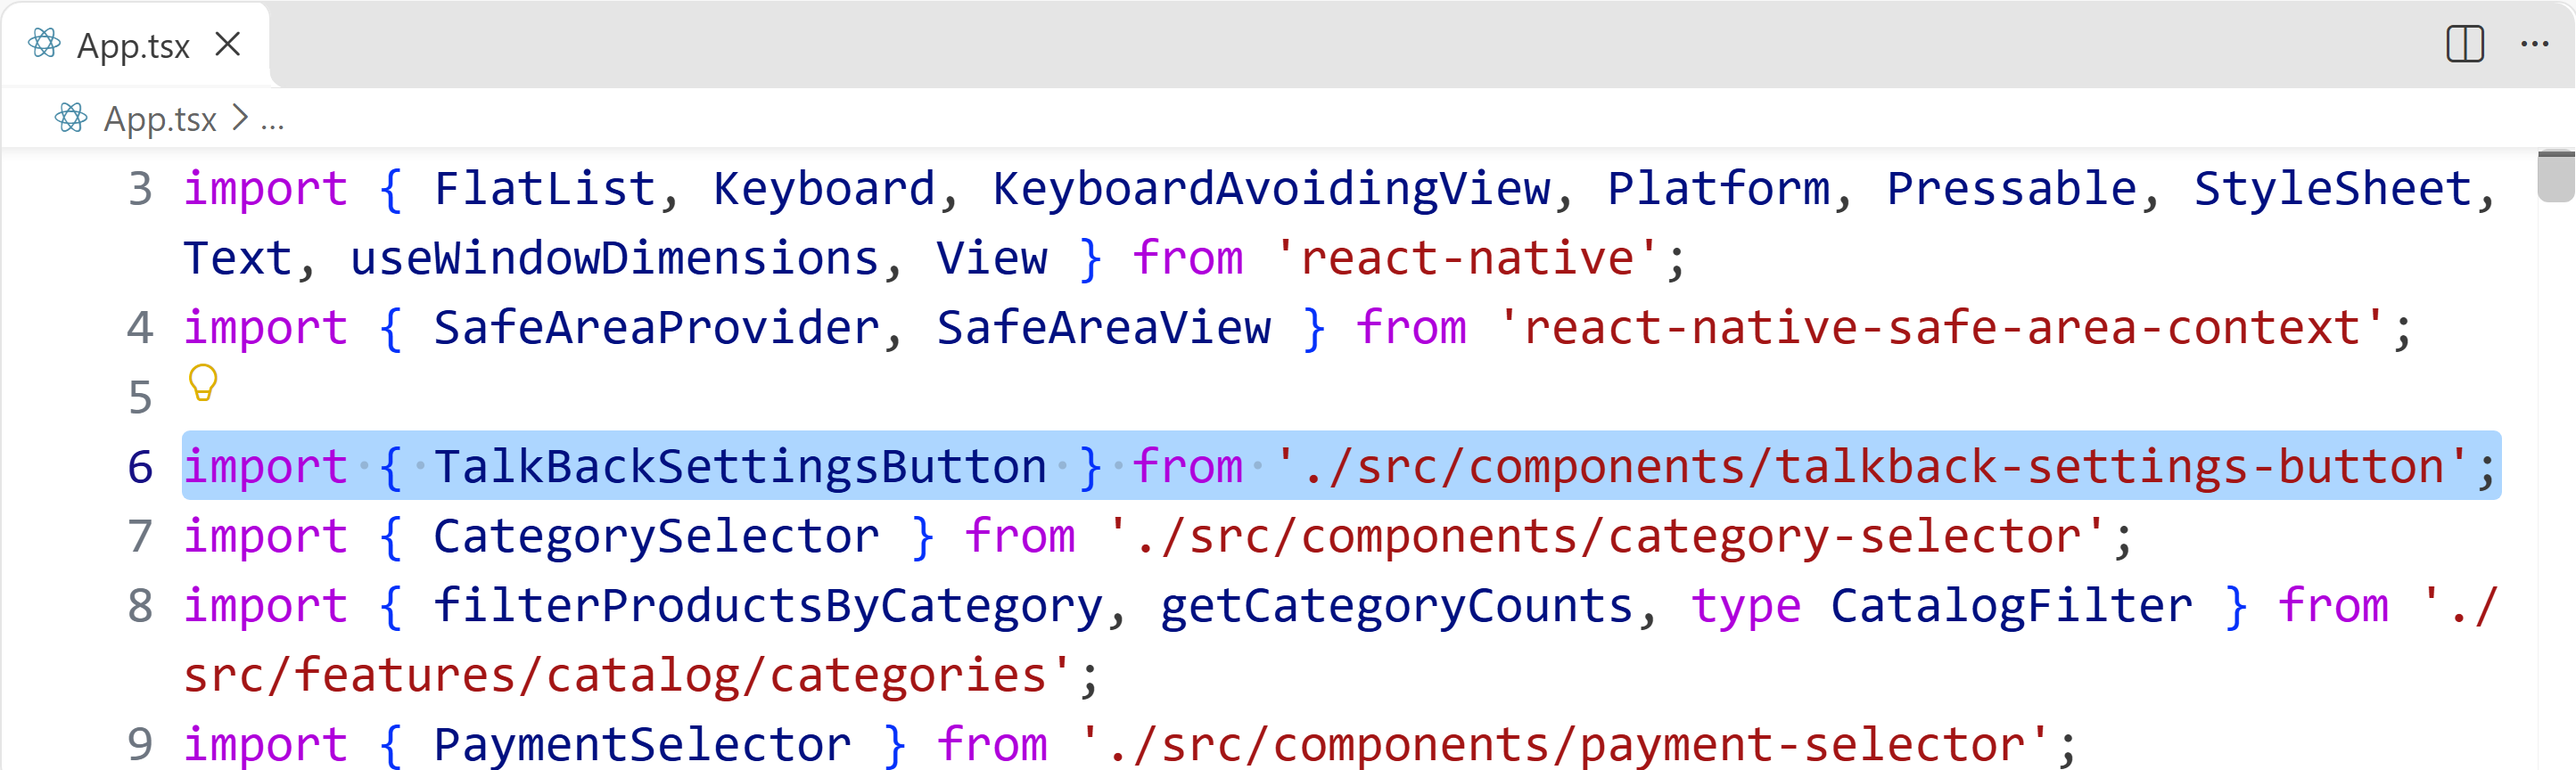 App.tsx
App.tsx > ...
3 import { FlatList, Keyboard, KeyboardAvoidingView, Platform, Pressable, StyleSheet,
Text, useWindowDimensions, View } from 'react-native';
4 import { SafeAreaProvider, SafeAreaView } from 'react-native-safe-area-context';
5
6 import { TalkBackSettingsButton } from './src/components/talkback-settings-button';
7 import { CategorySelector } from './src/components/category-selector';
8 import { filterProductsByCategory, getCategoryCounts, type CatalogFilter } from './
src/features/catalog/categories';
9 import { PaymentSelector } from './src/components/payment-selector';